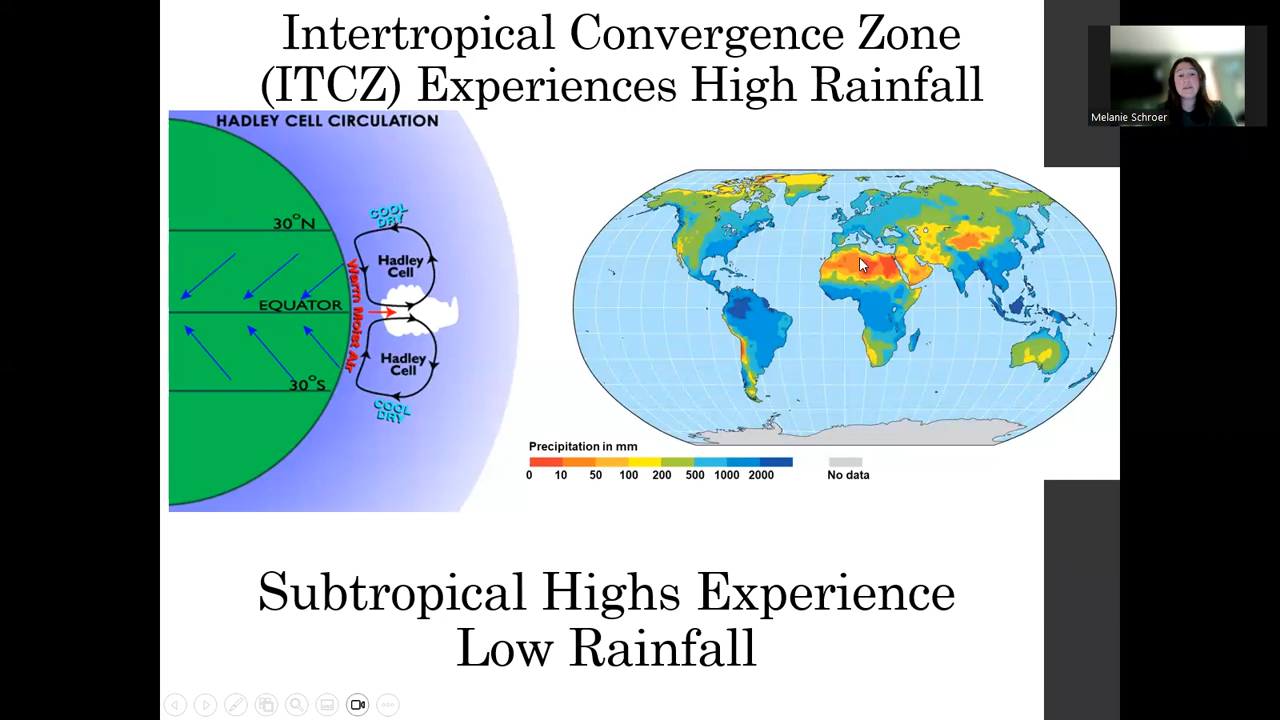 Intertropical Convergence Zone
(ITCZ) Experiences High Rainfall
Melanie Schroer
HADLEY CELL CIRCULATION
COOL
DRY
30°N
Hadley
Cell
Warm Moist Air
EQUATOR
Hadley
Cell
30°S
COOL
DRY
Precipitation in mm
0 10 50 100 200 500 1000 2000 No data
Subtropical Highs Experience
Low Rainfall